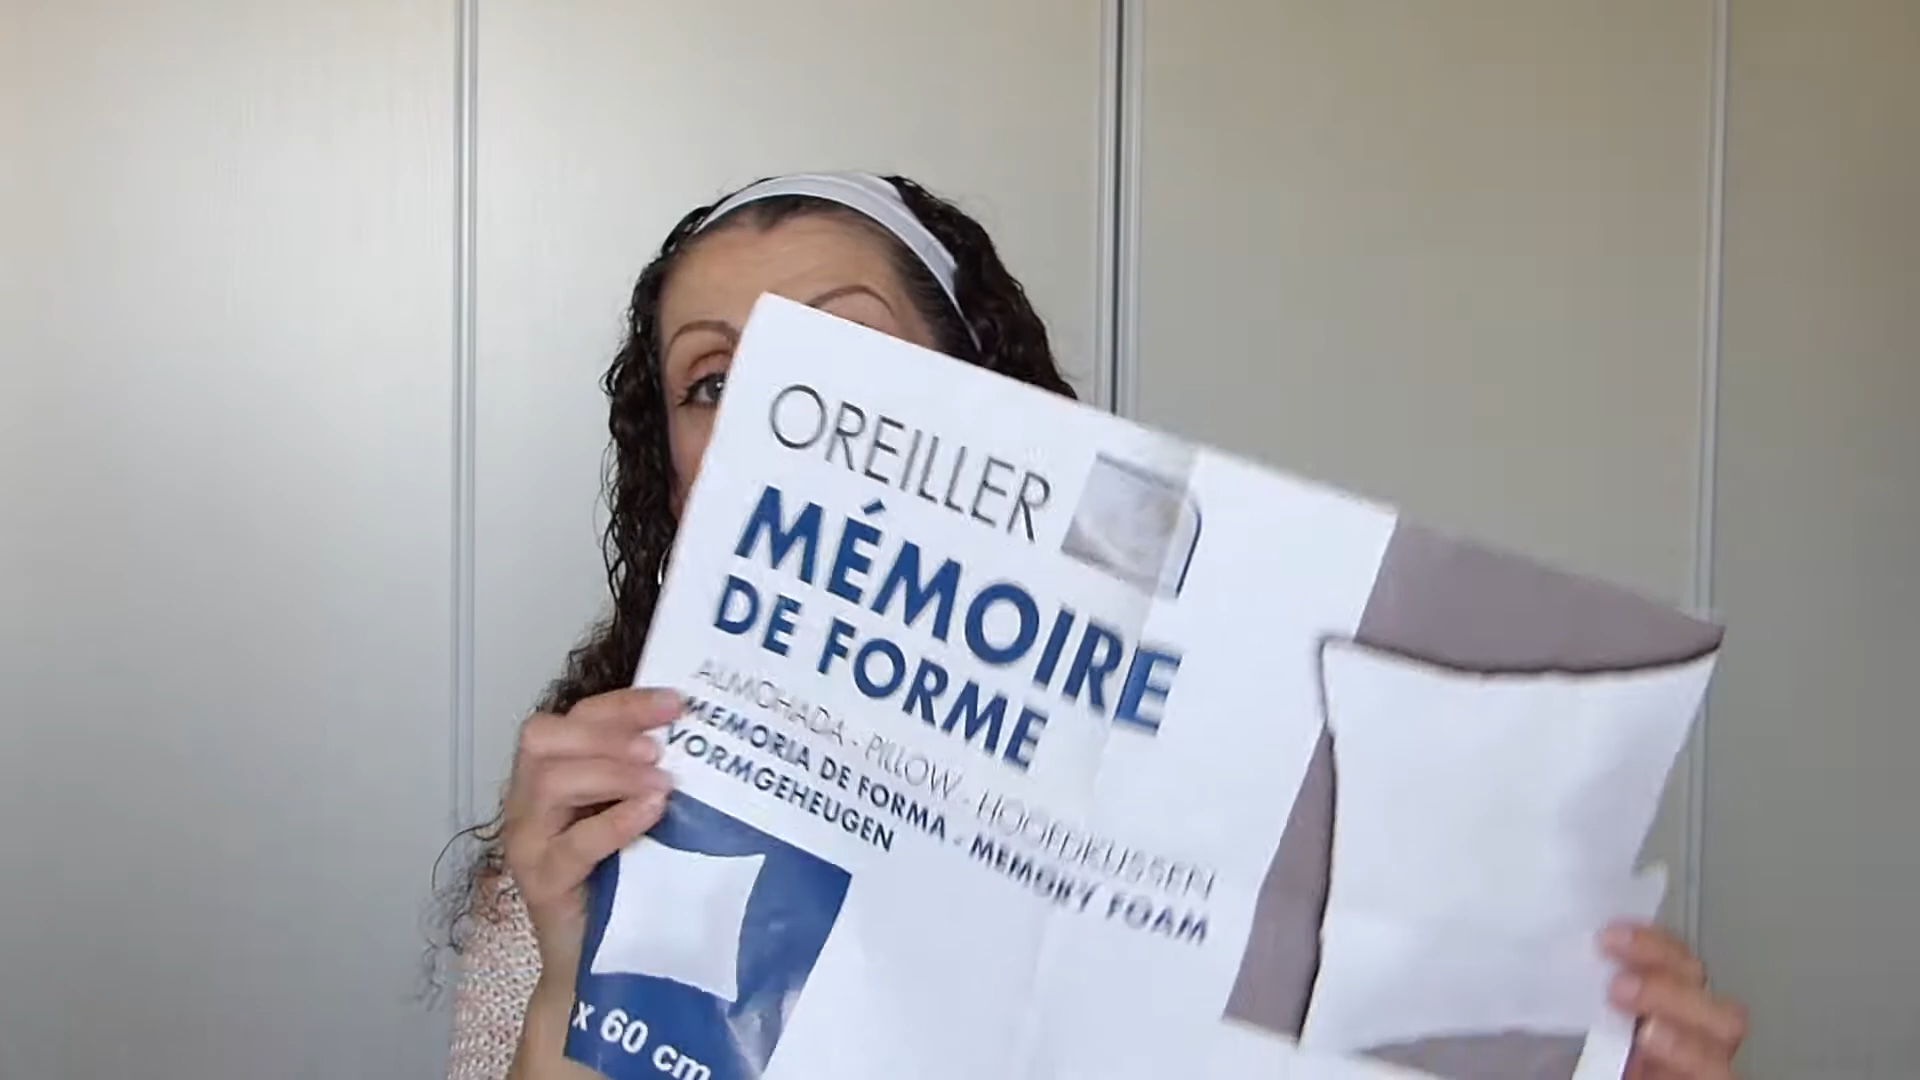 OREILLER
MÉMOIRE
DE FORME
ALMOHADA - PILLOW - HOOFDKUSSEN
MEMORIA DE FORMA - MEMORY FOAM
VORMGEHEUGEN
x 60 cm